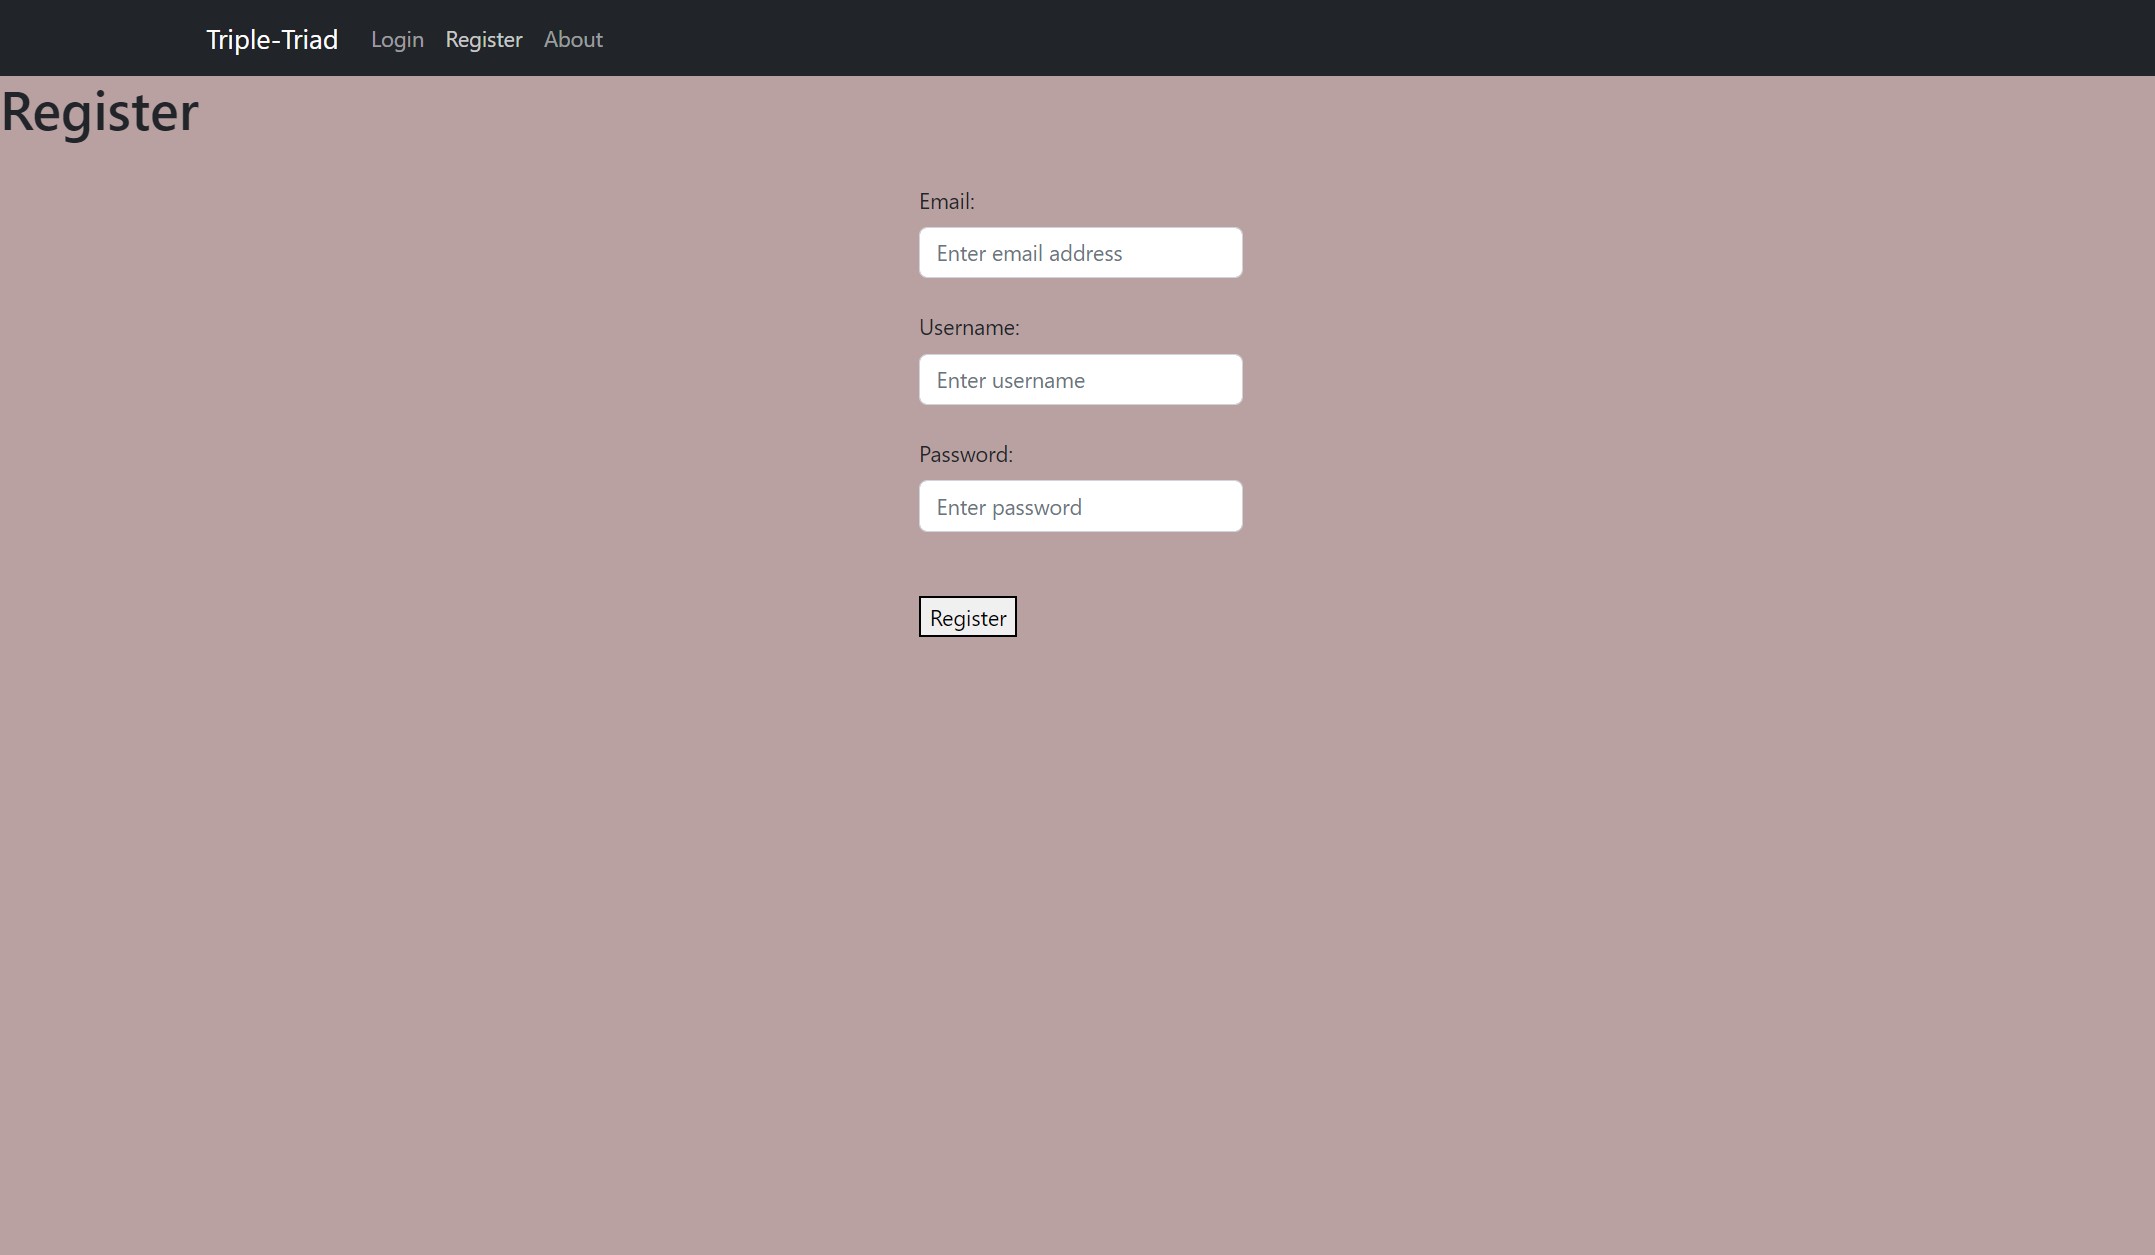 Triple-Triad Login Register About
Register
Email:
Enter email address
Username:
Enter username
Password:
Enter password
Register